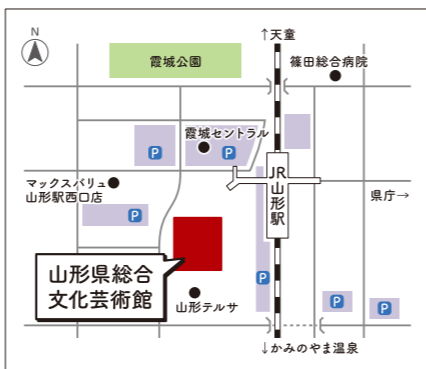 N
↑天童
霞城公園
篠田総合病院
霞城セントラル
P
P
マックスバリュ
山形駅西口店
P
JR山形駅
県庁→
山形県総合
文化芸術館
山形テルサ
P
P
P
↓かみのやま温泉